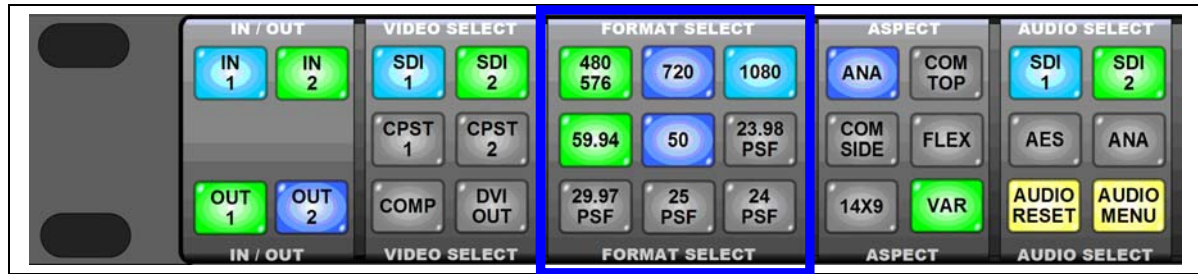 IN / OUT
IN
1
IN
2
OUT
1
OUT
2
IN / OUT
VIDEO SELECT
SDI
1
SDI
2
CPST
1
CPST
2
COMP
DVI
OUT
VIDEO SELECT
FORMAT SELECT
480
576
720
1080
59.94
50
23.98
PSF
29.97
PSF
25
PSF
24
PSF
FORMAT SELECT
ASPECT
ANA
COM
TOP
COM
SIDE
FLEX
14X9
VAR
ASPECT
AUDIO SELECT
SDI
1
SDI
2
AES
ANA
AUDIO
RESET
AUDIO
MENU
AUDIO SELECT